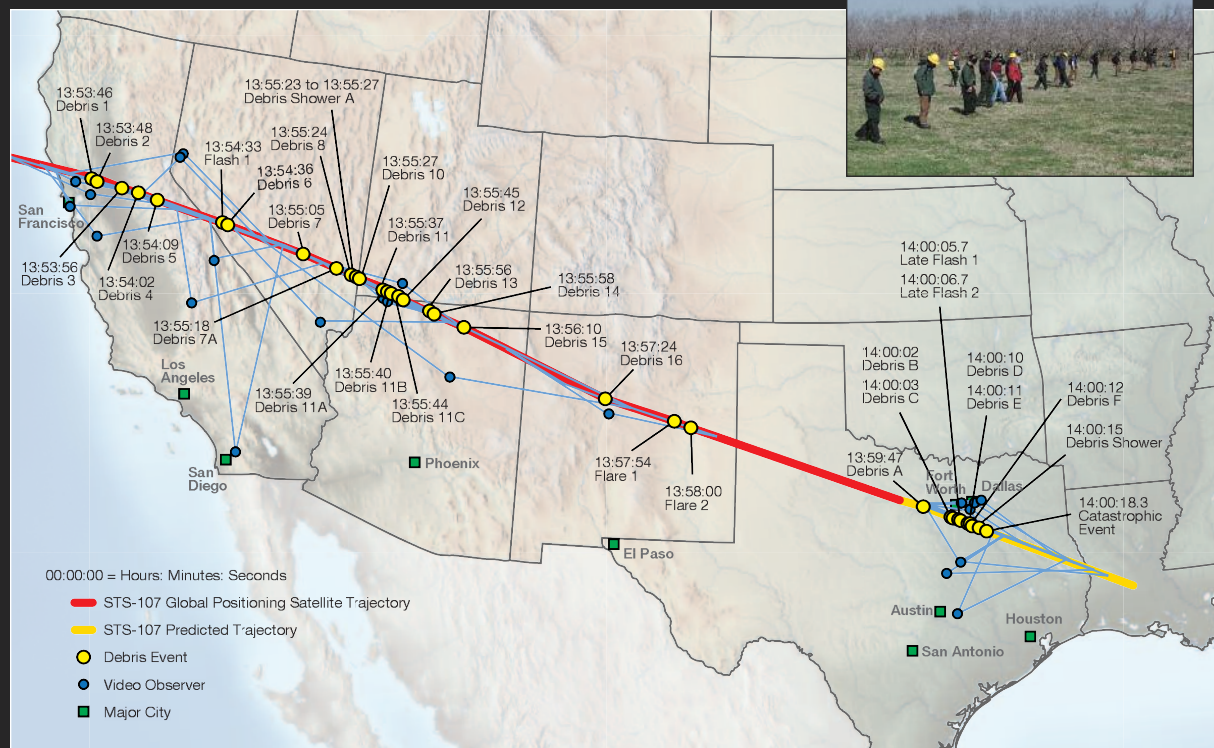 13:53:46
Debris 1
13:53:48
Debris 2
13:54:33
Flash 1
13:55:23 to 13:55:27
Debris Shower A
13:55:24
Debris 8
13:54:36
Debris 6
13:55:27
Debris 10
13:55:05
Debris 7
13:55:37
Debris 11
13:55:45
Debris 12
San
Francisco
13:53:56
Debris 3
13:54:02
Debris 4
13:54:09
Debris 5
13:55:18
Debris 7A
13:55:56
Debris 13
13:55:58
Debris 14
13:56:10
Debris 15
13:57:24
Debris 16
Los
Angeles
13:55:39
Debris 11A
13:55:40
Debris 11B
13:55:44
Debris 11C
San
Diego
Phoenix
13:57:54
Flare 1
13:58:00
Flare 2
14:00:05.7
Late Flash 1
14:00:06.7
Late Flash 2
14:00:02
Debris B
14:00:03
Debris C
14:00:10
Debris D
14:00:11
Debris E
14:00:12
Debris F
14:00:15
Debris Shower
13:59:47
Debris A
Fort
Worth
Dallas
14:00:18.3
Catastrophic
Event
El Paso
Austin
Houston
San Antonio
00:00:00 = Hours: Minutes: Seconds
STS-107 Global Positioning Satellite Trajectory
STS-107 Predicted Trajectory
Debris Event
Video Observer
Major City